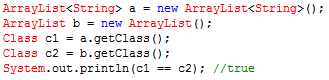 ArrayList<String> a = new ArrayList<String>();
ArrayList b = new ArrayList();
Class c1 = a.getClass();
Class c2 = b.getClass();
System.out.println(c1 == c2); //true